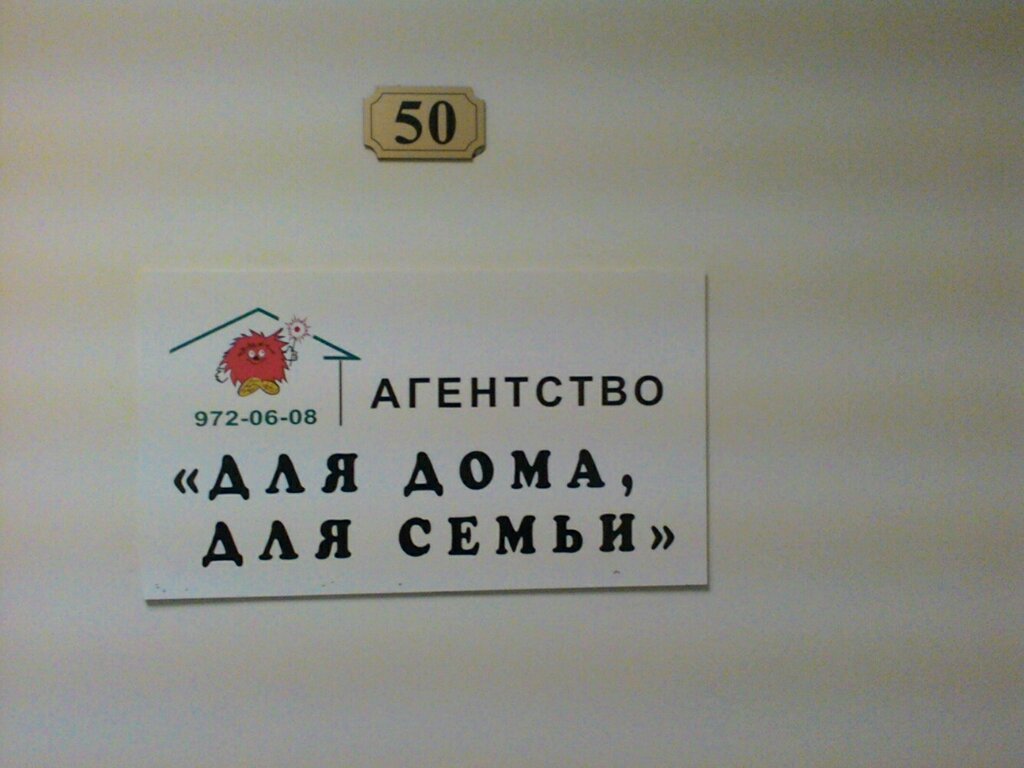 50
АГЕНТСТВО
972-06-08
«ДЛЯ ДОМА,
ДЛЯ СЕМЬИ»